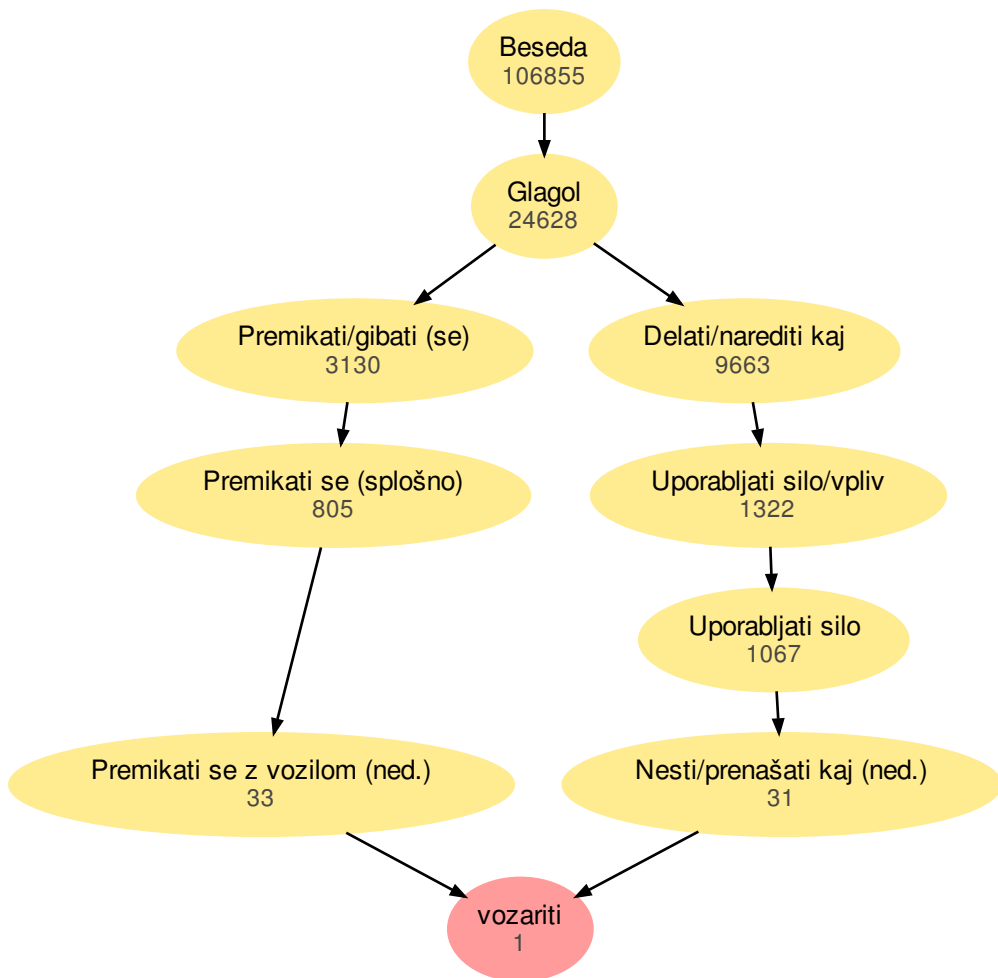 Beseda
106855
Glagol
24628
Premikati/gibati (se)
3130
Delati/narediti kaj
9663
Premikati se (splošno)
805
Uporabljati silo/vpliv
1322
Uporabljati silo
1067
Premikati se z vozilom (ned.)
33
Nesti/prenašati kaj (ned.)
31
vozariti
1